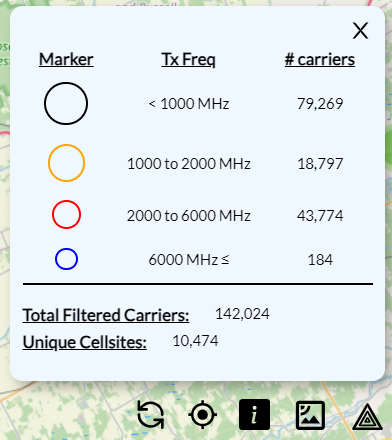 X
Marker Tx Freq # carriers
< 1000 MHz 79,269
1000 to 2000 MHz 18,797
2000 to 6000 MHz 43,774
6000 MHz ≤ 184
Total Filtered Carriers: 142,024
Unique Cellsites: 10,474
i